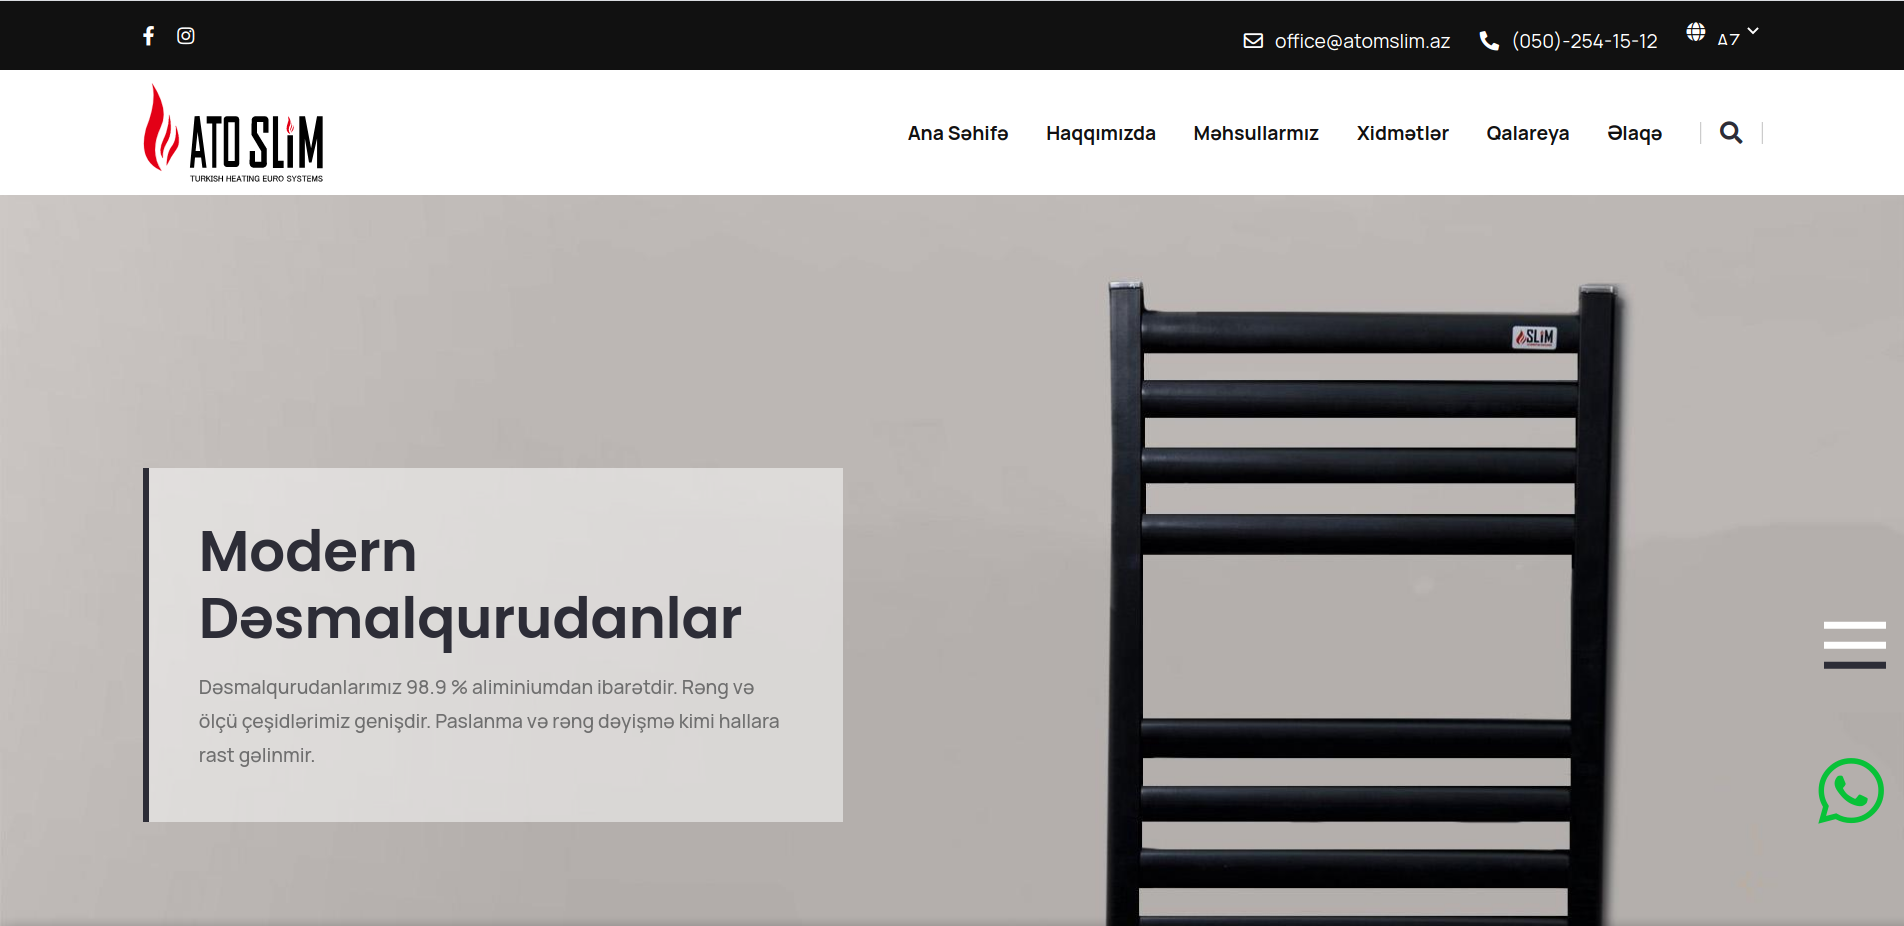 office@atomslim.az (050)-254-15-12 AZ
ATO SLiM
TURKISH HEATING EURO SYSTEMS
Ana Səhifə Haqqımızda Məhsullarmız Xidmətlər Qalareya Əlaqə
SLiM
Modern
Dəsmalqurudanlar
Dəsmalqurudanlarımız 98.9 % aliminiumdan ibarətdir. Rəng və
ölçü çeşidlərimiz genişdir. Paslanma və rəng dəyişmə kimi hallara
rast gəlinmir.